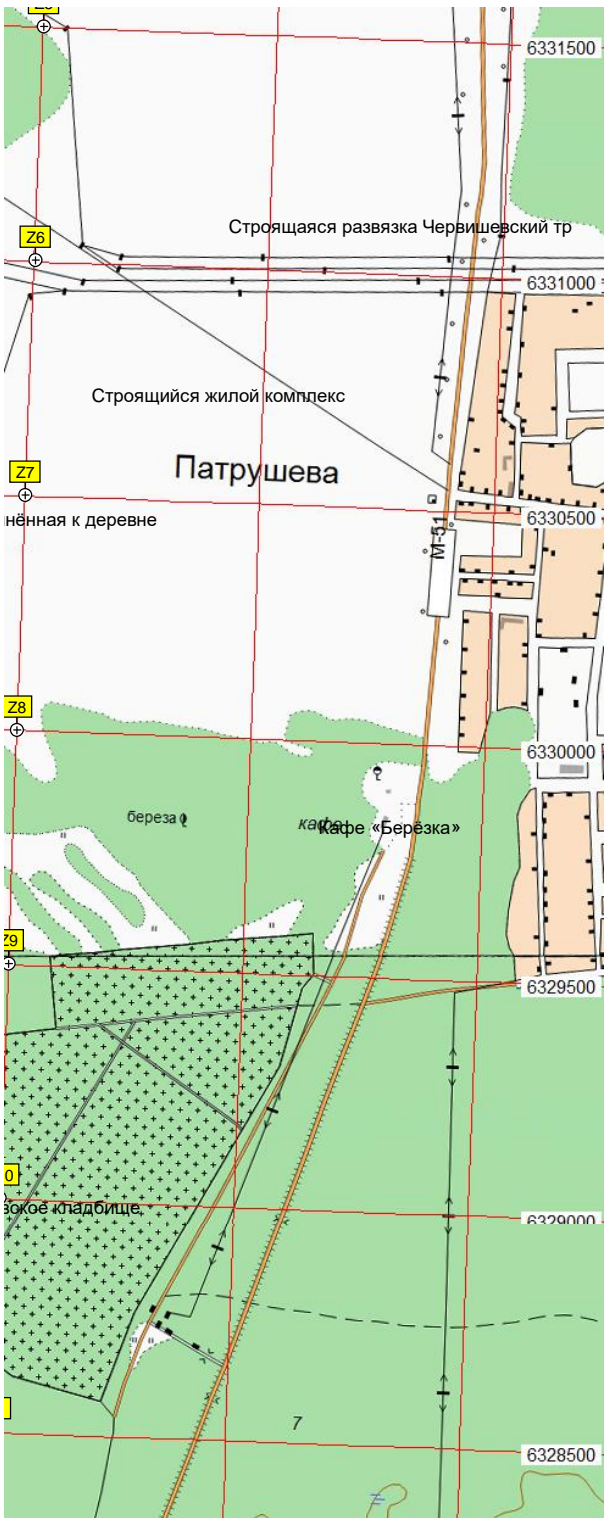 6331500
Z6
Строящаяся развязка Червишевский тр
6331000
Строящийся жилой комплекс
Патрушева
Z7
нённая к деревне
6330500
М-51
Z8
6330000
береза
кафе
Кафе «Берёзка»
Z9
6329500
0
вское кладбище
6329000
7
6328500